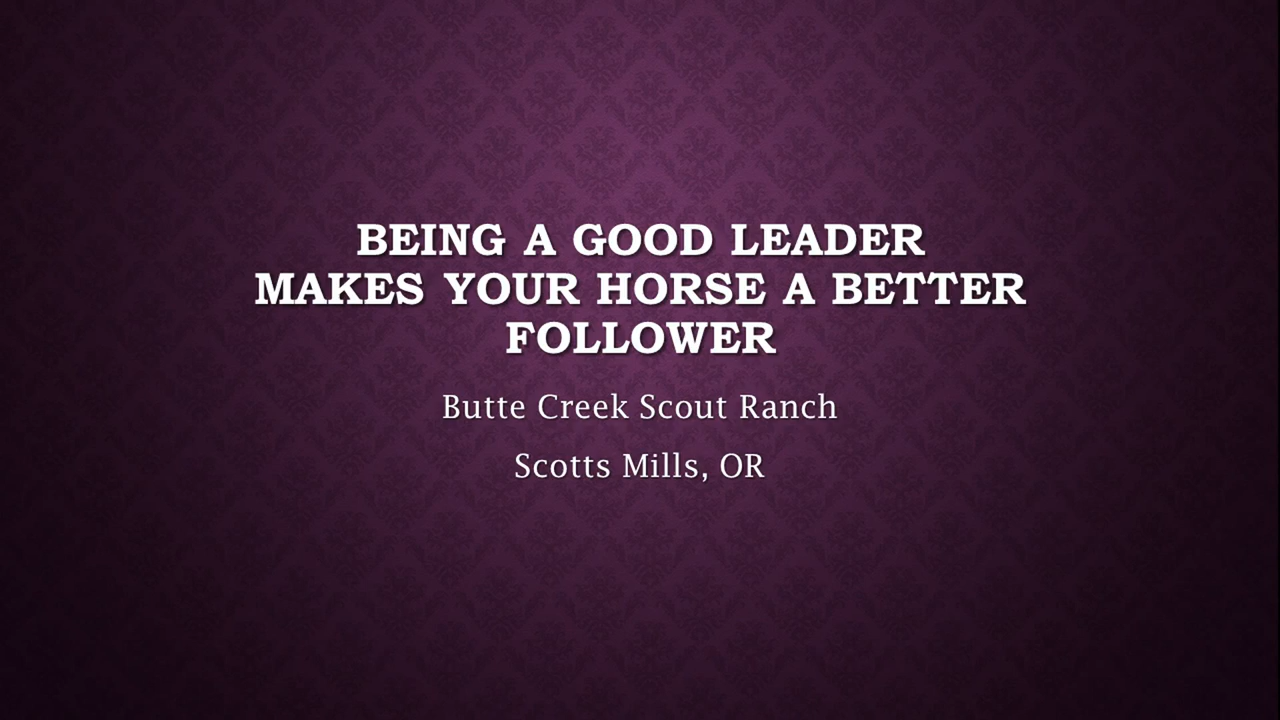 BEING A GOOD LEADER
MAKES YOUR HORSE A BETTER
FOLLOWER
Butte Creek Scout Ranch
Scotts Mills, OR